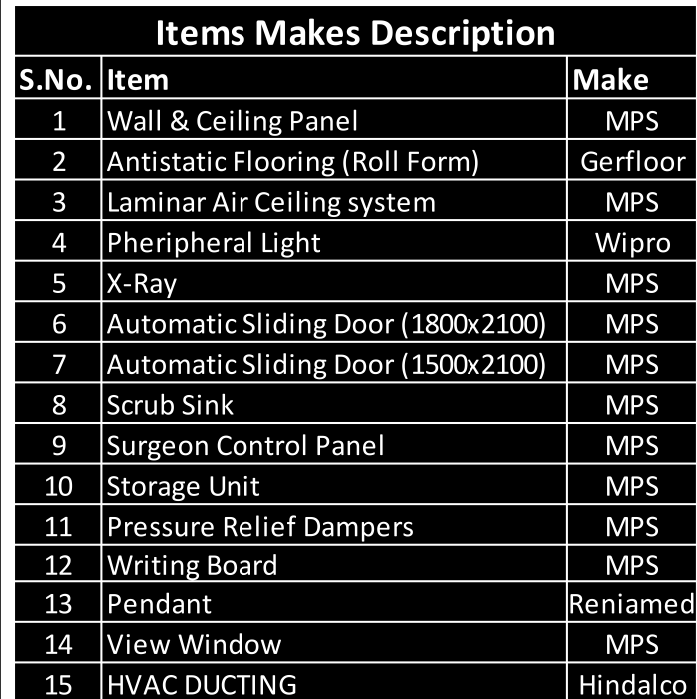 Items Makes Description
S.No. Item Make
1 Wall & Ceiling Panel MPS
2 Antistatic Flooring (Roll Form) Gerfloor
3 Laminar Air Ceiling system MPS
4 Pheripheral Light Wipro
5 X-Ray MPS
6 Automatic Sliding Door (1800x2100) MPS
7 Automatic Sliding Door (1500x2100) MPS
8 Scrub Sink MPS
9 Surgeon Control Panel MPS
10 Storage Unit MPS
11 Pressure Relief Dampers MPS
12 Writing Board MPS
13 Pendant Reniamed
14 View Window MPS
15 HVAC DUCTING Hindalco